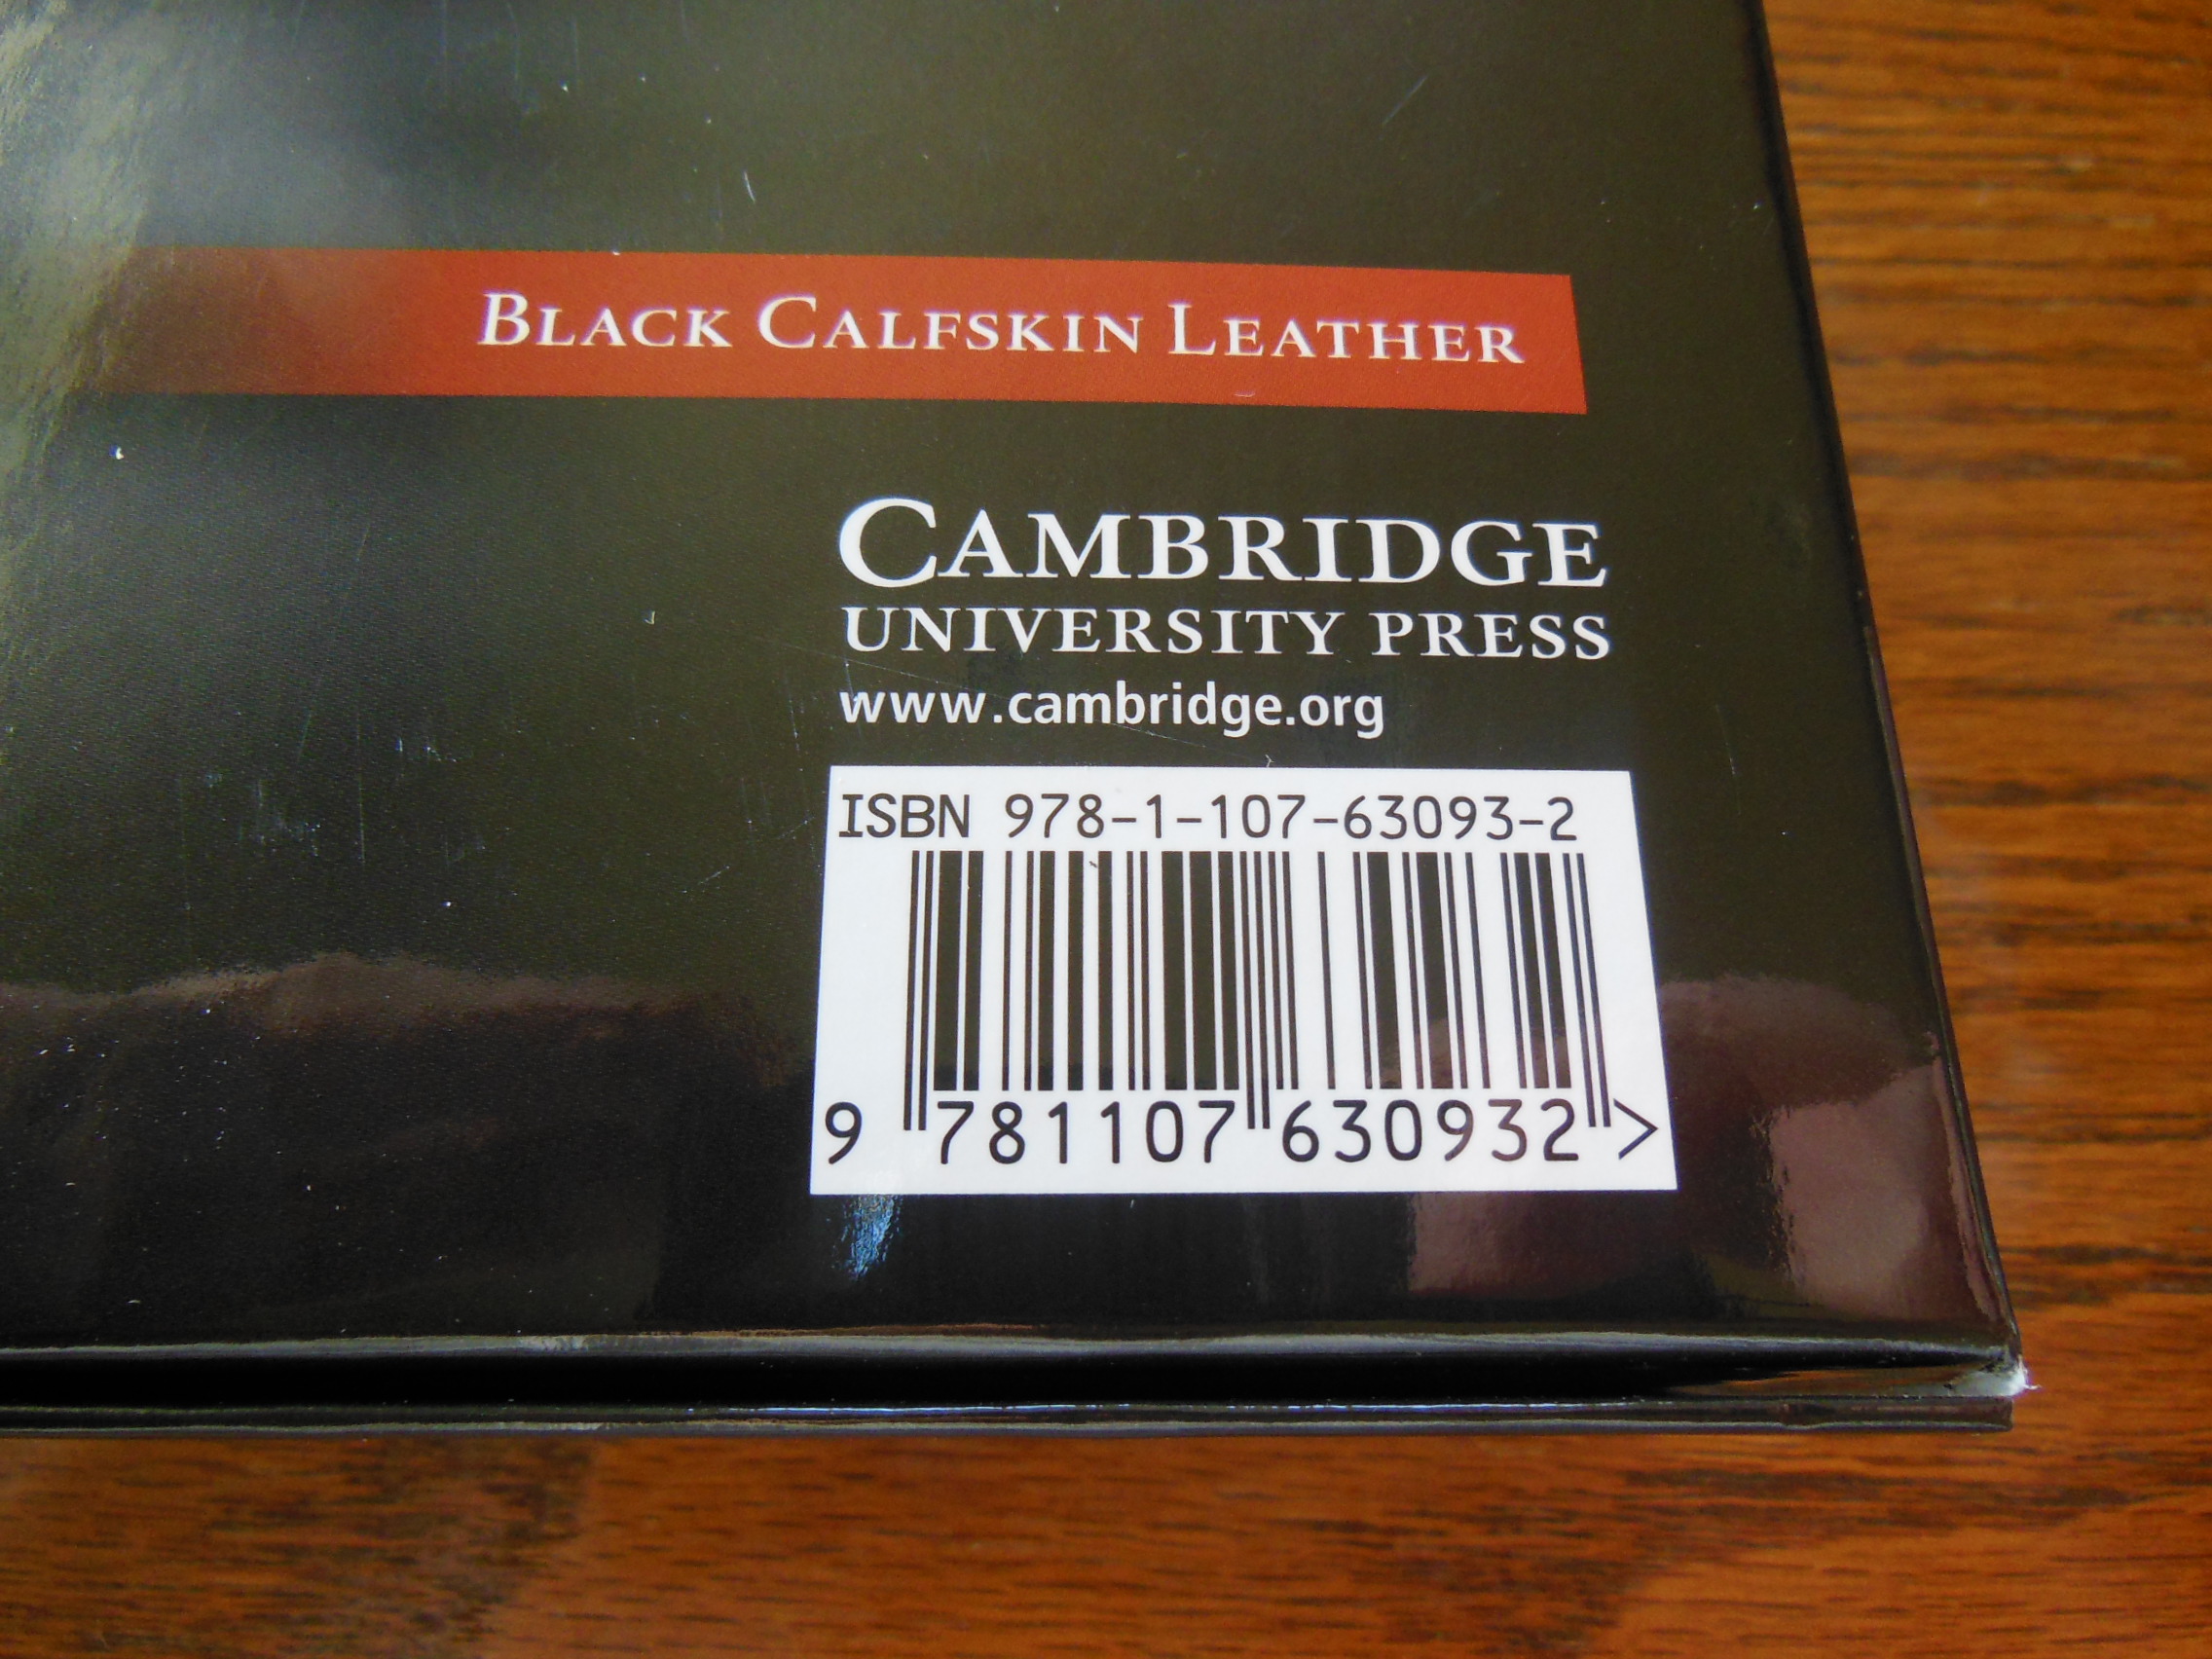 BLACK CALFSKIN LEATHER
CAMBRIDGE
UNIVERSITY PRESS
www.cambridge.org
ISBN 978-1-107-63093-2
9 781107 630932 >